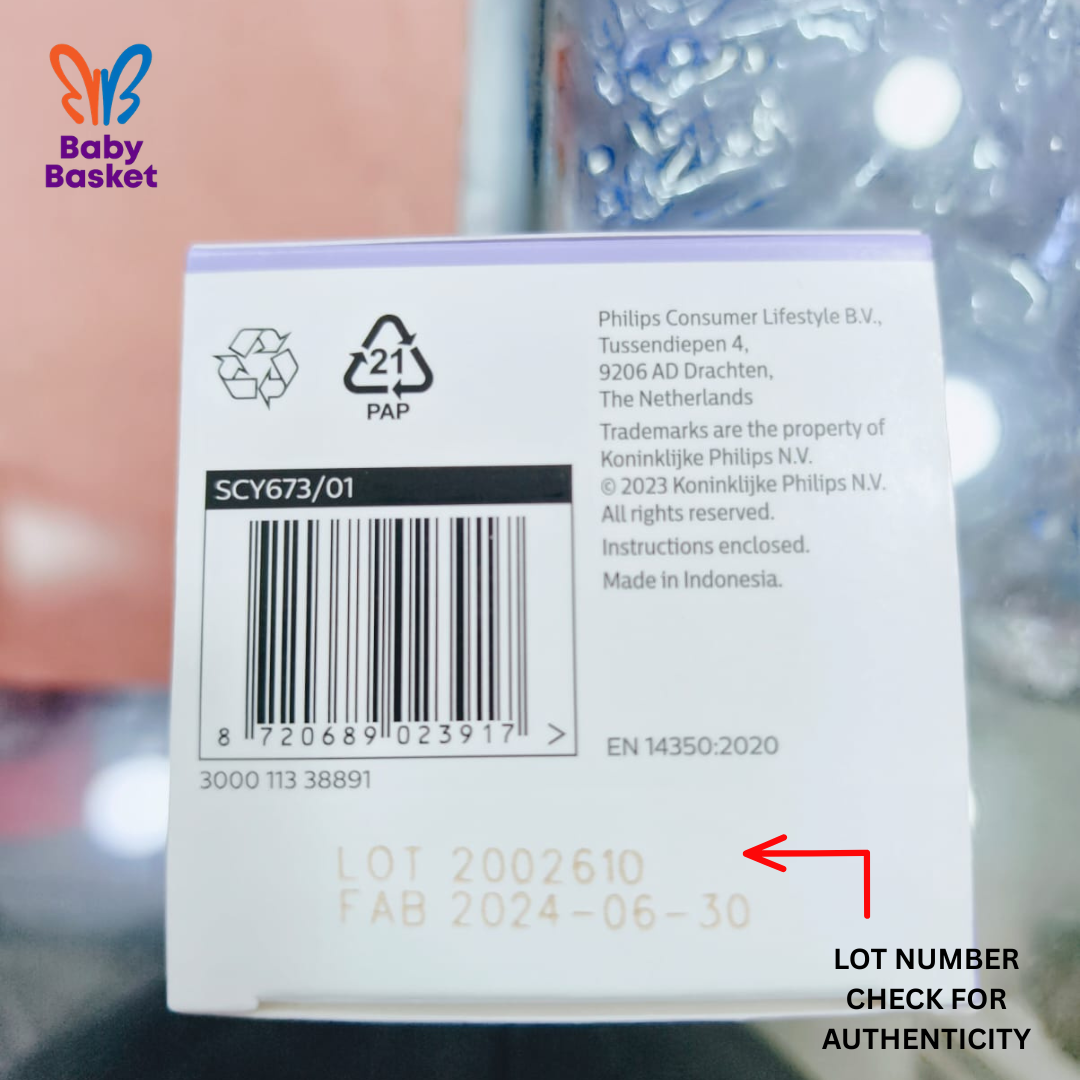 Baby
Basket
21
PAP
Philips Consumer Lifestyle B.V.,
Tussendiepen 4,
9206 AD Drachten,
The Netherlands
Trademarks are the property of
Koninklijke Philips N.V.
© 2023 Koninklijke Philips N.V.
All rights reserved.
Instructions enclosed.
Made in Indonesia.
SCY673/01
8 720689 023917 >
EN 14350:2020
3000 113 38891
LOT 2002610
FAB 2024-06-30
LOT NUMBER
CHECK FOR
AUTHENTICITY